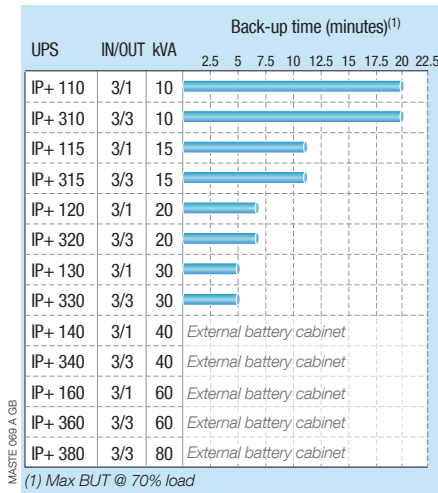 Back-up time (minutes)(1)
UPS IN/OUT kVA
2.5 5 7.5 10 12.5 15 17.5 20 22.5
IP+ 110 3/1 10
IP+ 310 3/3 10
IP+ 115 3/1 15
IP+ 315 3/3 15
IP+ 120 3/1 20
IP+ 320 3/3 20
IP+ 130 3/1 30
IP+ 330 3/3 30
IP+ 140 3/1 40 External battery cabinet
IP+ 340 3/3 40 External battery cabinet
IP+ 160 3/1 60 External battery cabinet
IP+ 360 3/3 60 External battery cabinet
IP+ 380 3/3 80 External battery cabinet
(1) Max BUT @ 70% load
MASTE 069 A GB